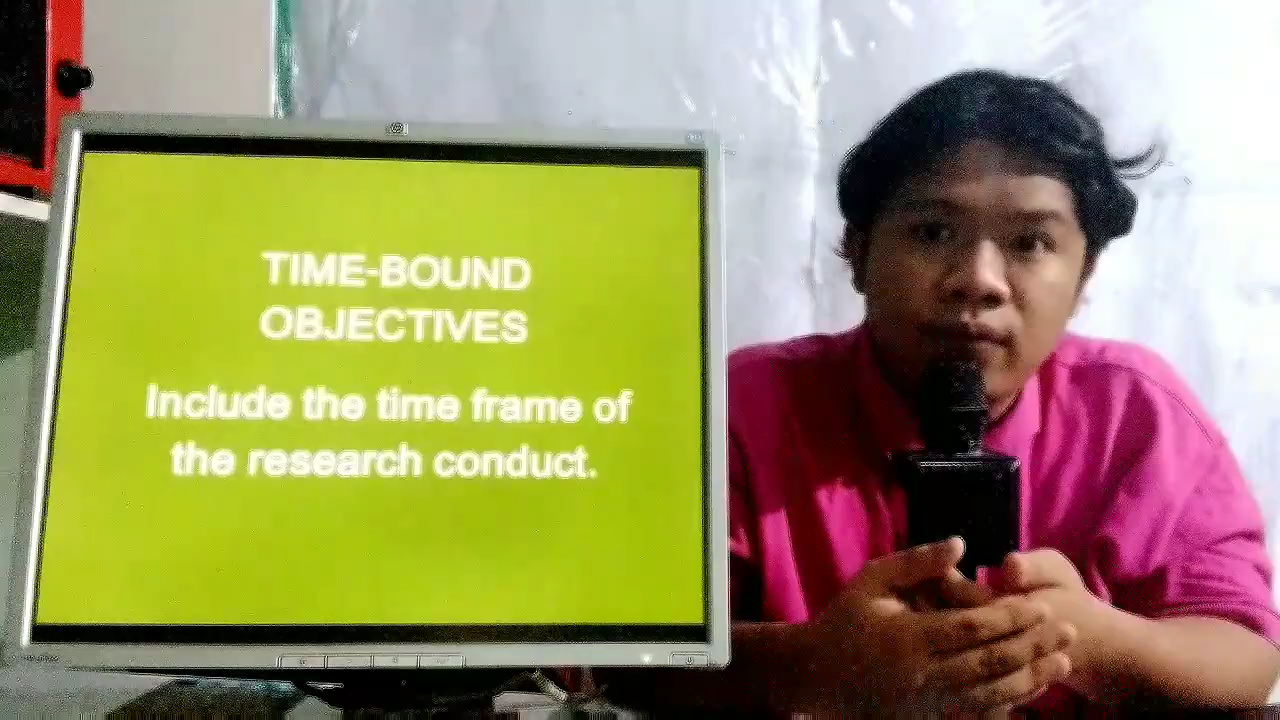 TIME-BOUND
OBJECTIVES
Include the time frame of
the research conduct.